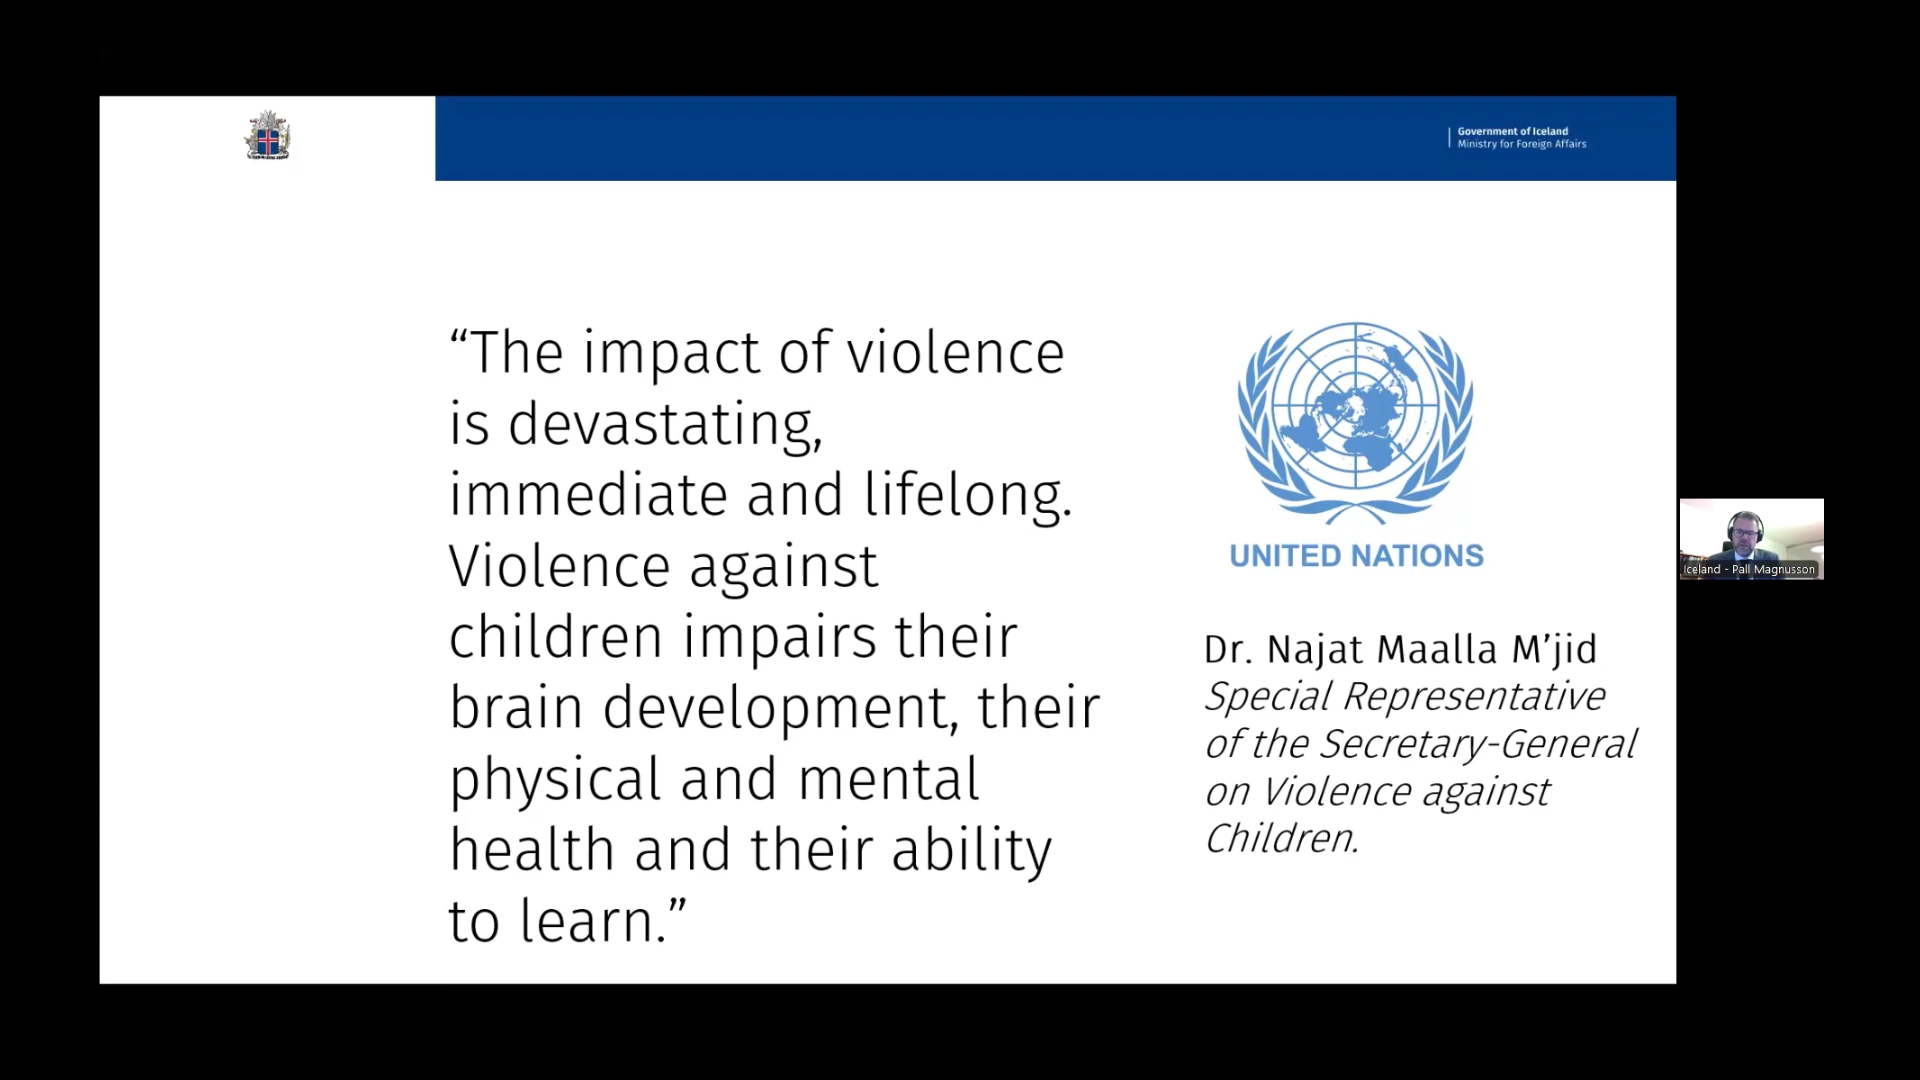 Government of Iceland
Ministry for Foreign Affairs
“The impact of violence
is devastating,
immediate and lifelong.
Violence against
children impairs their
brain development, their
physical and mental
health and their ability
to learn.”
UNITED NATIONS
Dr. Najat Maalla M’jid
Special Representative
of the Secretary-General
on Violence against
Children.
Iceland - Pall Magnusson